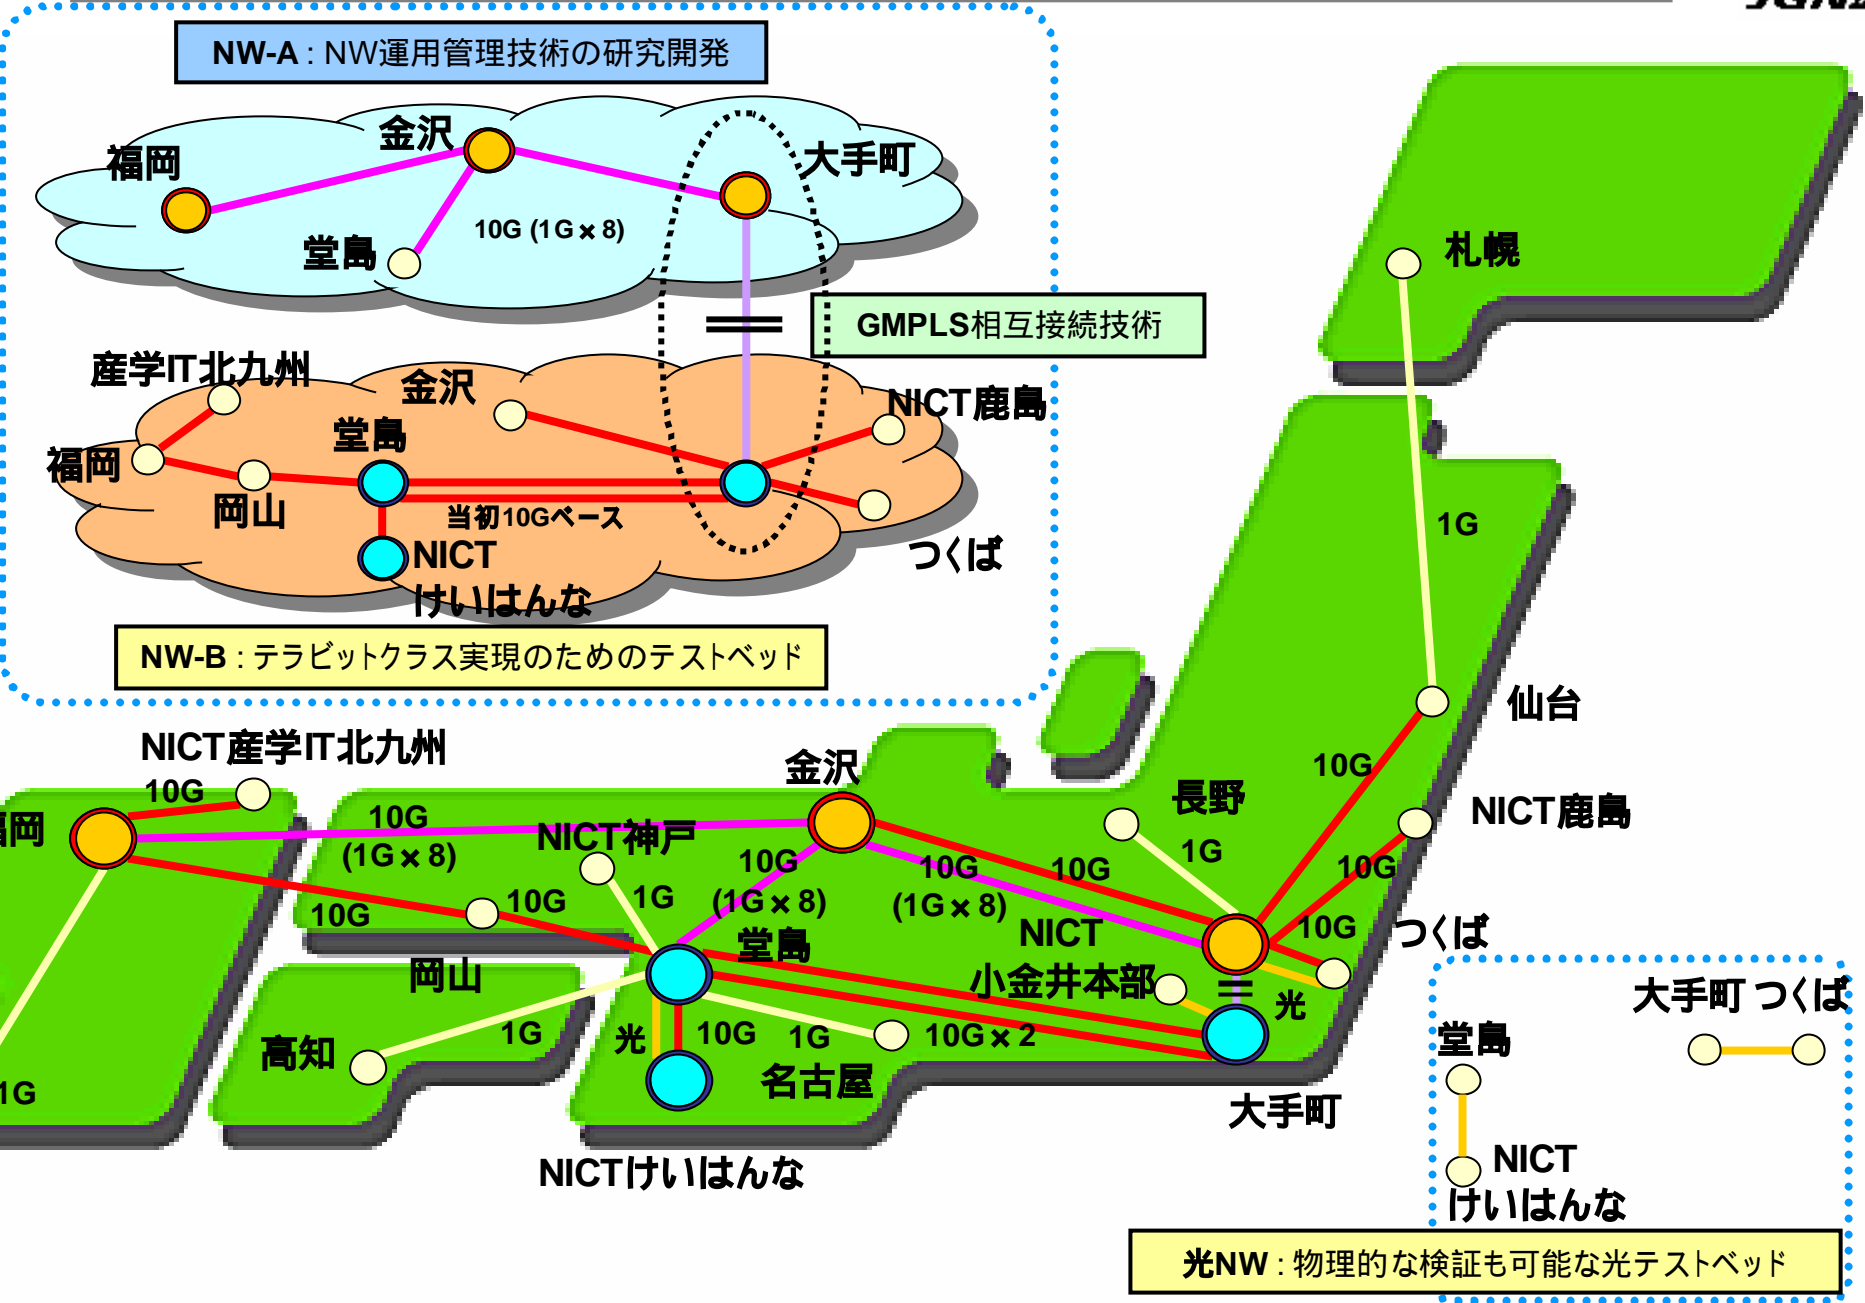 NW-A : NW運用管理技術の研究開発
金沢
福岡
大手町
堂島
10G (1G×8)
GMPLS相互接続技術
産学IT北九州
金沢
NICT鹿島
堂島
福岡
岡山
当初10Gベース
つくば
NICT
けいはんな
NW-B : テラビットクラス実現のためのテストベッド
札幌
1G
仙台
NICT産学IT北九州
10G
金沢
10G
長野
NICT鹿島
岡
10G
(1G×8)
NICT神戸
1G
10G
(1G×8)
10G
(1G×8)
10G
1G
10G
10G
10G
10G
つくば
NICT
小金井本部
堂島
岡山
光
高知
1G
光
10G
1G
名古屋
10G×2
大手町
1G
NICTけいはんな
大手町 つくば
堂島
NICT
けいはんな
光NW : 物理的な検証も可能な光テストベッド